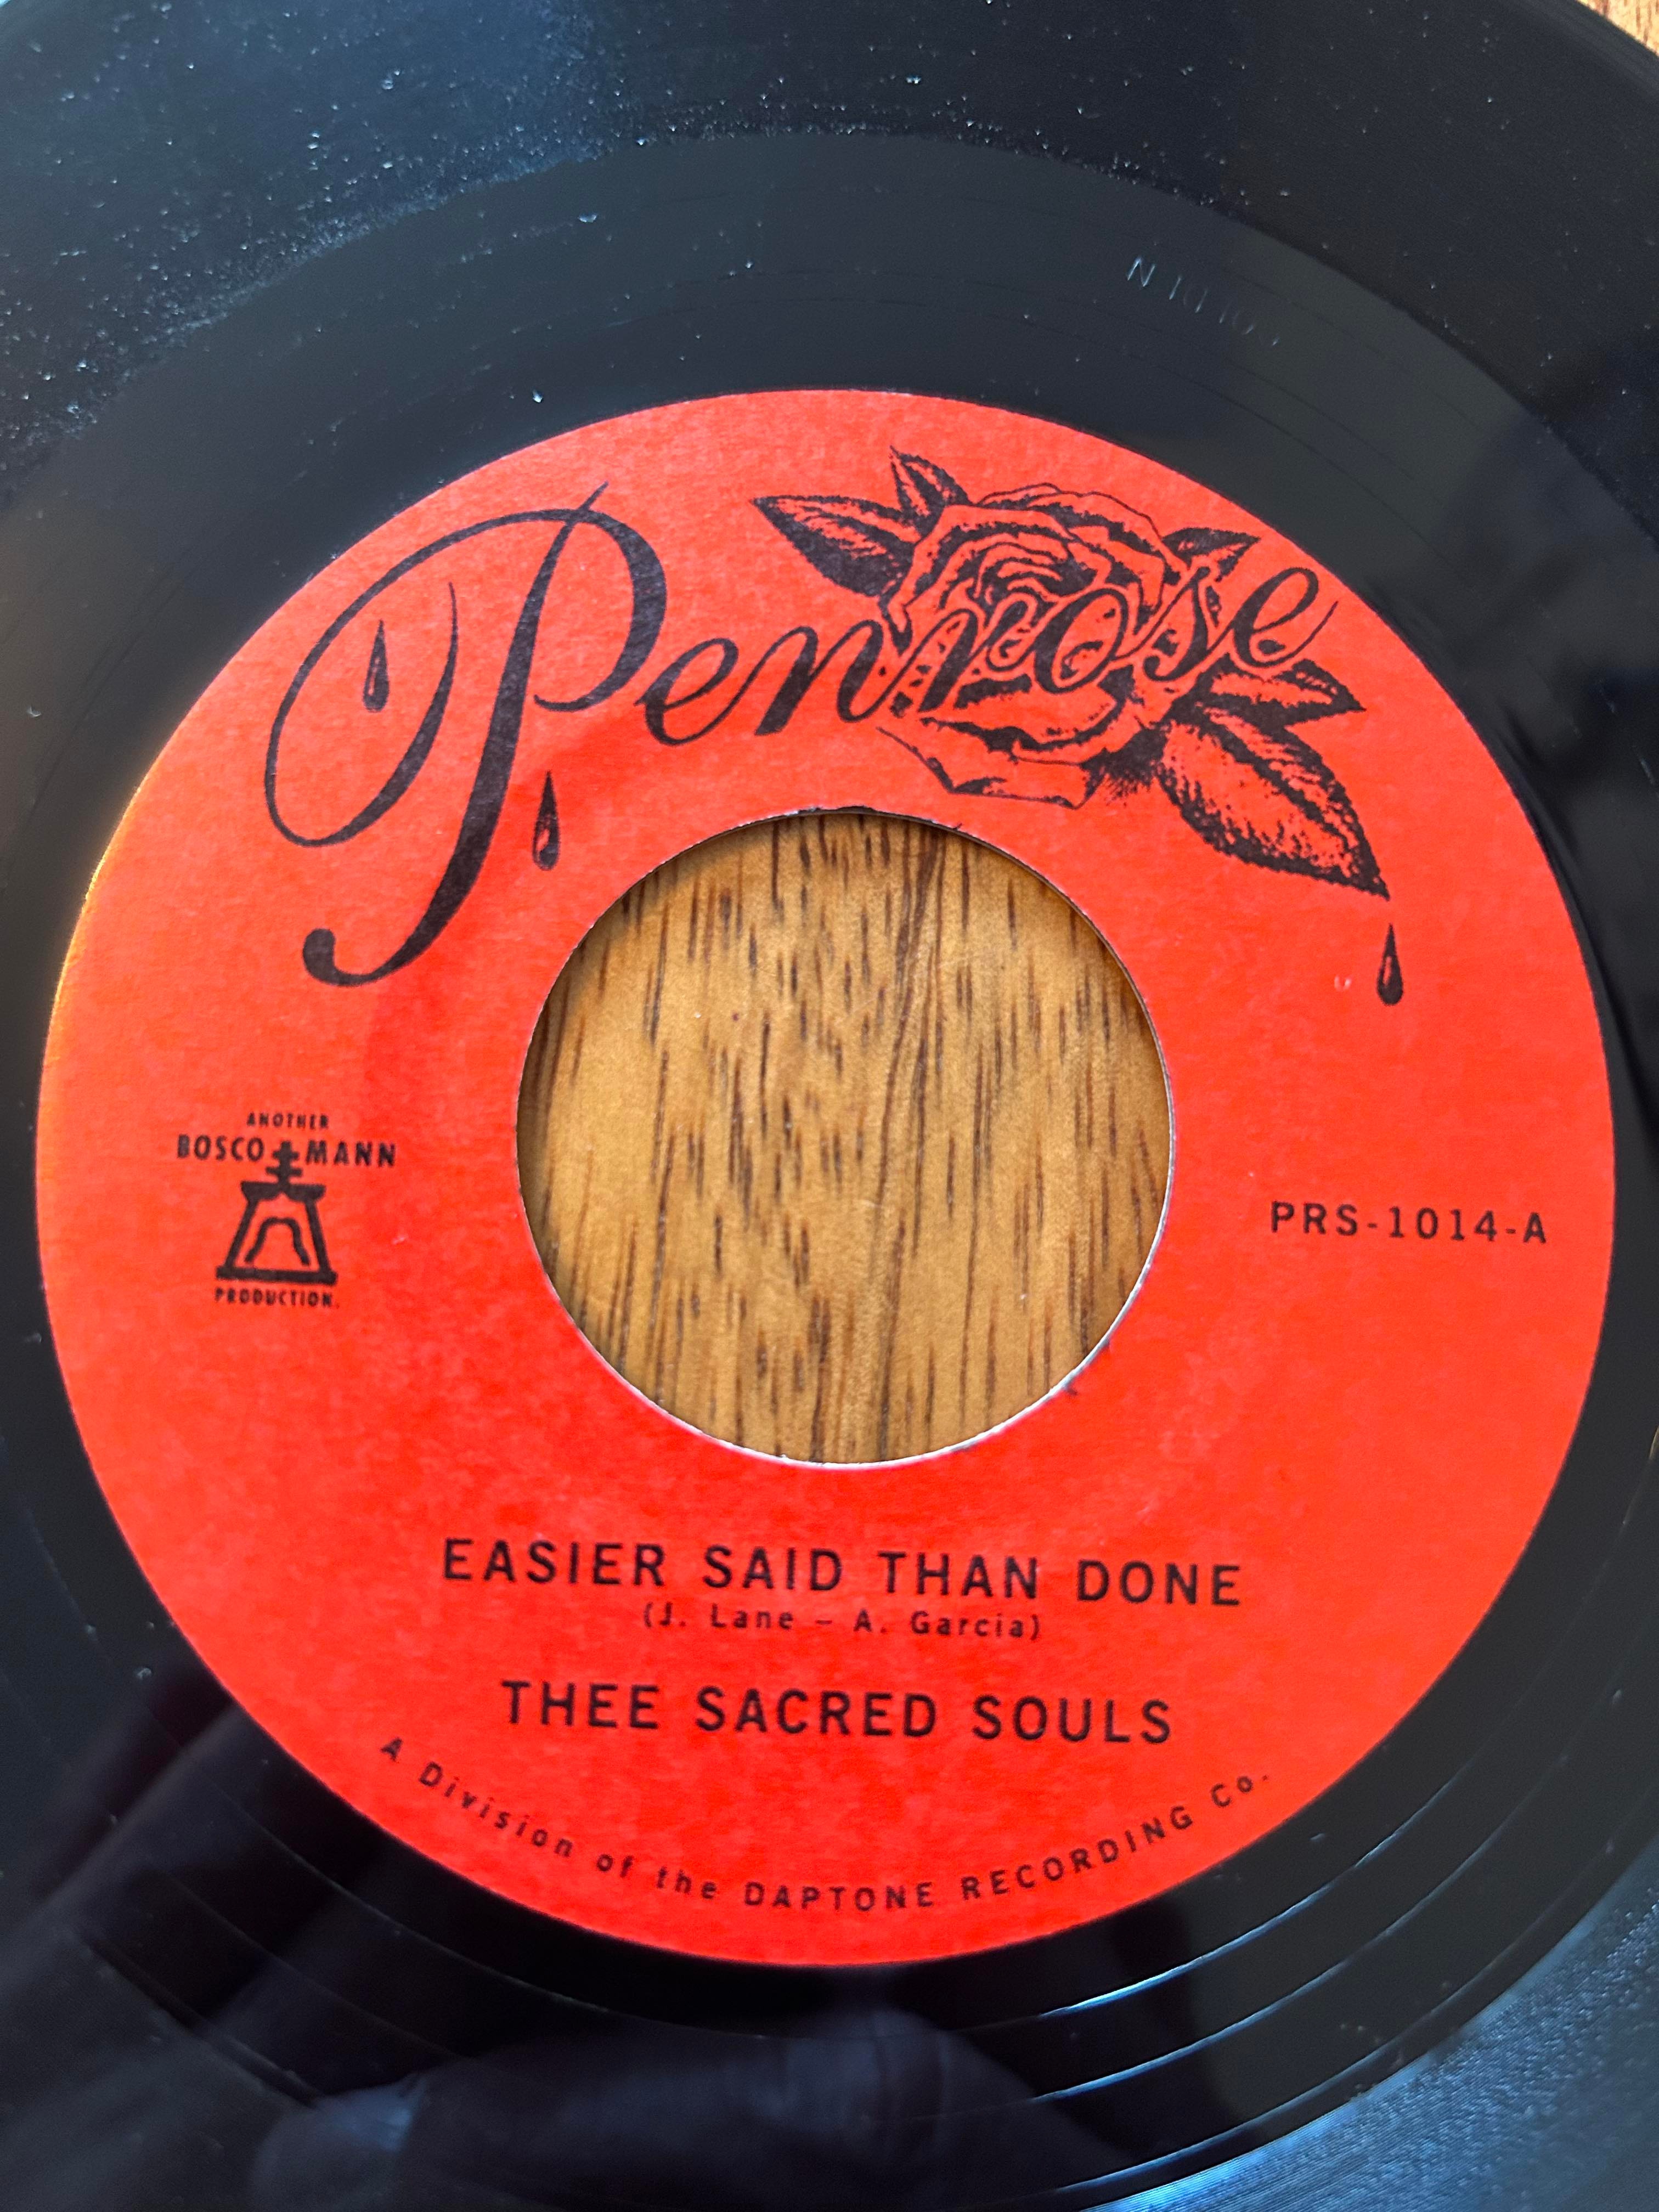 Penrose
ANOTHER
BOSCO MANN
PRODUCTION.
PRS-1014-A
EASIER SAID THAN DONE
(J. Lane – A. Garcia)
THEE SACRED SOULS
A Division of the DAPTONE RECORDING Co.